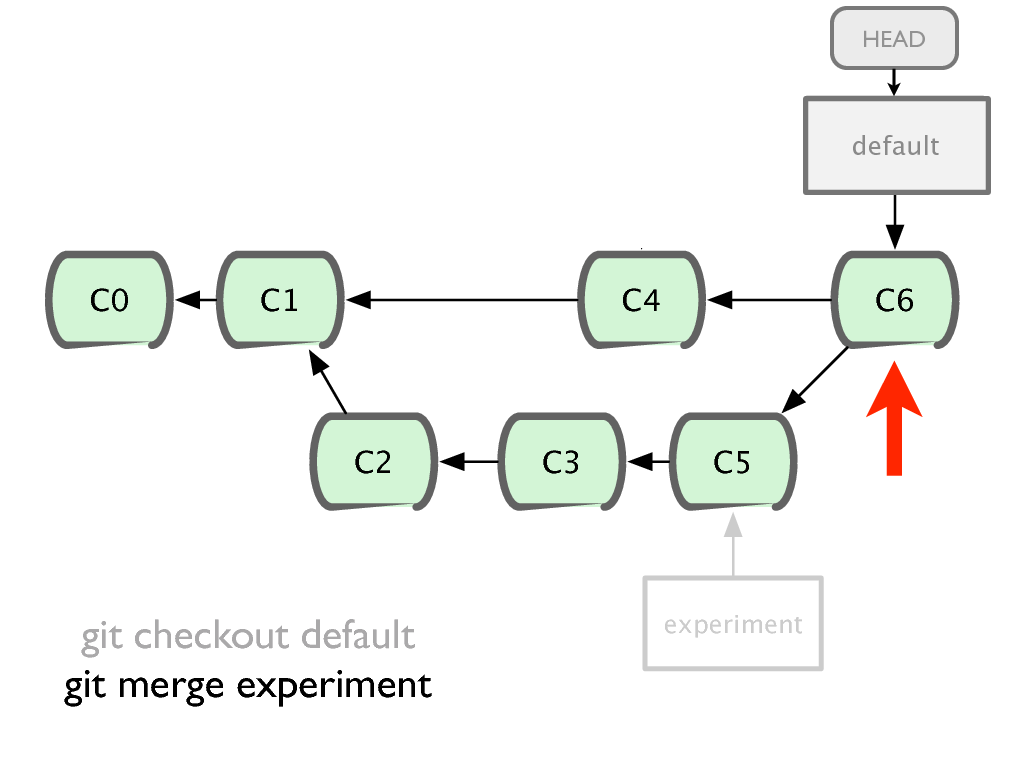 HEAD
default
C0
C1
C4
C6
C2
C3
C5
experiment
git checkout default
git merge experiment